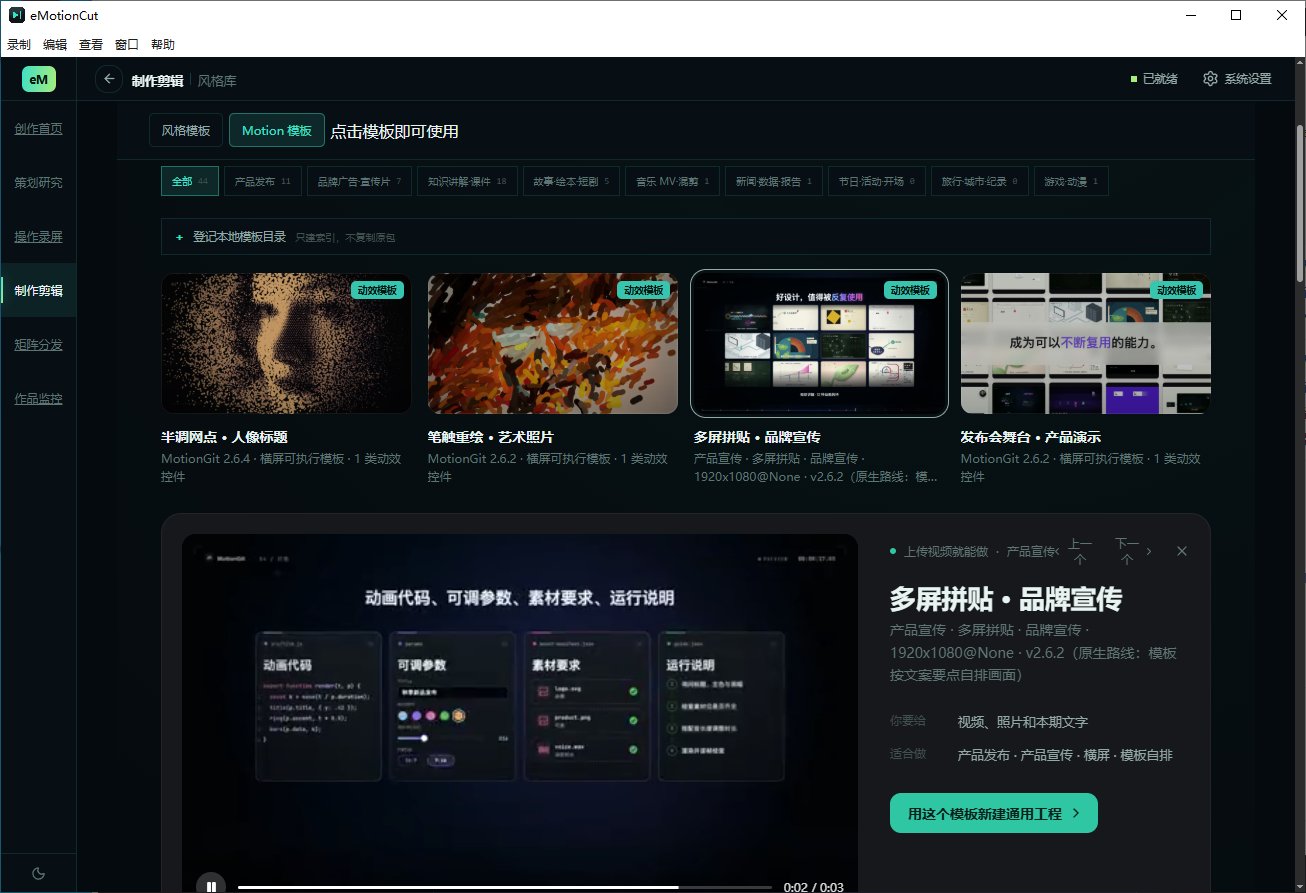 eMotionCut
录制 编辑 查看 窗口 帮助
eM
制作剪辑 风格库
已就绪 系统设置
创作首页
策划研究
操作录屏
制作剪辑
矩阵分发
作品监控
风格模板 Motion 模板 点击模板即可使用
全部 44 产品发布 11 品牌广告·宣传片 7 知识讲解·课件 18 故事·绘本·短剧 5 音乐 MV·混剪 1 新闻·数据·报告 1 节日·活动·开场 0 旅行·城市·纪录 0 游戏·动漫 1
+ 登记本地模板目录 只建索引，不复制原包
动效模板 动效模板 动效模板 动效模板
好设计，值得被反复使用
成为可以不断复用的能力。
半调网点 • 人像标题
MotionGit 2.6.4 · 横屏可执行模板 · 1 类动效
控件
笔触重绘 • 艺术照片
MotionGit 2.6.2 · 横屏可执行模板 · 1 类动效
控件
多屏拼贴 • 品牌宣传
产品宣传 · 多屏拼贴 · 品牌宣传 ·
1920x1080@None · v2.6.2（原生路线：模...
发布会舞台 • 产品演示
MotionGit 2.6.2 · 横屏可执行模板 · 1 类动效
控件
MotionGit
动画代码、可调参数、素材要求、运行说明
动画代码
可调参数
素材要求
logo.svg
product.png
voice.wav
运行说明
0:02 / 0:03
上传视频就能做 · 产品宣传
上一个
下一个
多屏拼贴 • 品牌宣传
产品宣传 · 多屏拼贴 · 品牌宣传 ·
1920x1080@None · v2.6.2（原生路线：模板
按文案要点自排画面）
你要给 视频、照片和本期文字
适合做 产品发布 · 产品宣传 · 横屏 · 模板自排
用这个模板新建通用工程